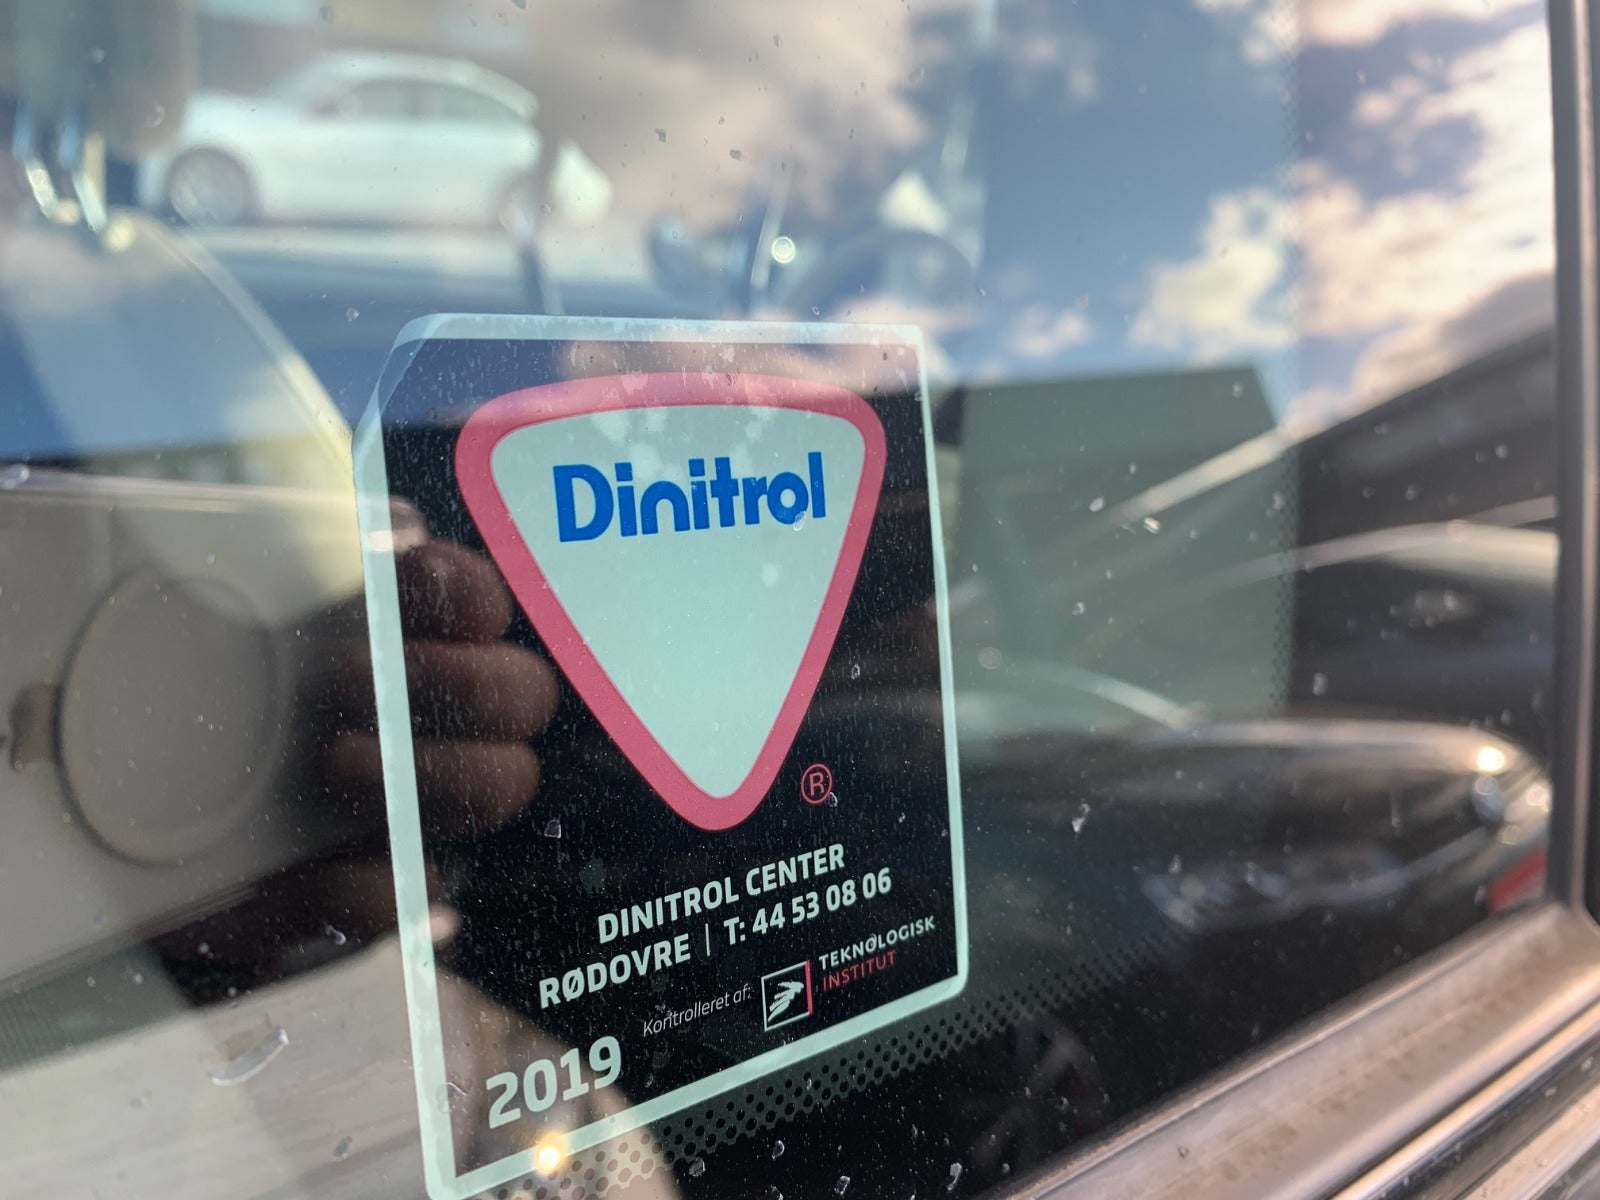 Dinitrol
®
DINITROL CENTER
RØDOVRE | T: 44 53 08 06
Kontrolleret af:
TEKNOLOGISK
INSTITUT
2019